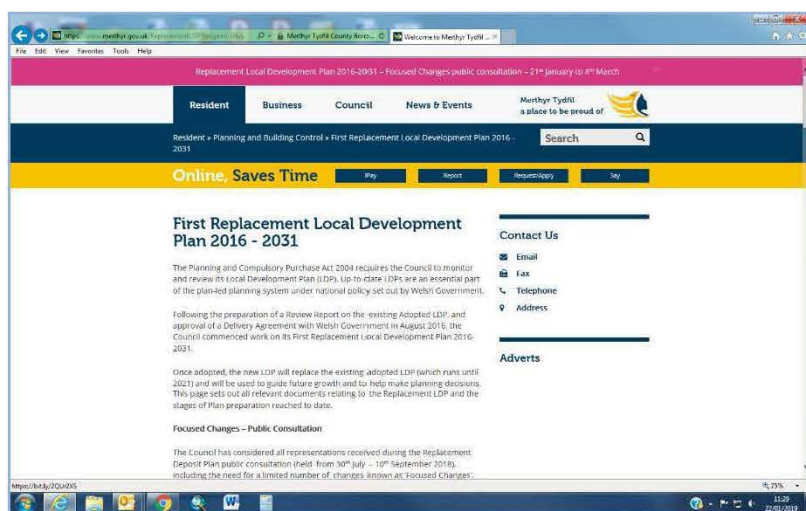 Merthyr Tydfil County Boro...
Welcome to Merthyr Tydfil ...
File Edit View Favorites Tools Help
Replacement Local Development Plan 2016-2031 – Focused Changes public consultation – 21st January to 4th March
Resident Business Council News & Events
Merthyr Tydfil
a place to be proud of
Resident » Planning and Building Control » First Replacement Local Development Plan 2016 -
2031
Search
Online, Saves Time
iPay Report Request/Apply Say
First Replacement Local Development
Plan 2016 - 2031
The Planning and Compulsory Purchase Act 2004 requires the Council to monitor
and review its Local Development Plan (LDP). Up-to-date LDPs are an essential part
of the plan-led planning system under national policy set out by Welsh Government.
Following the preparation of a Review Report on the existing Adopted LDP, and
approval of a Delivery Agreement with Welsh Government in August 2016, the
Council commenced work on its First Replacement Local Development Plan 2016-
2031.
Once adopted, the new LDP will replace the existing adopted LDP (which runs until
2021) and will be used to guide future growth and to help make planning decisions.
This page sets out all relevant documents relating to the Replacement LDP and the
stages of Plan preparation reached to date.
Focused Changes – Public Consultation
The Council has considered all representations received during the Replacement
Deposit Plan public consultation (held from 30th July – 10th September 2018),
including the need for a limited number of changes known as 'Focused Changes'.
Contact Us
Email
Fax
Telephone
Address
Adverts
75%
11:29
22/01/2019